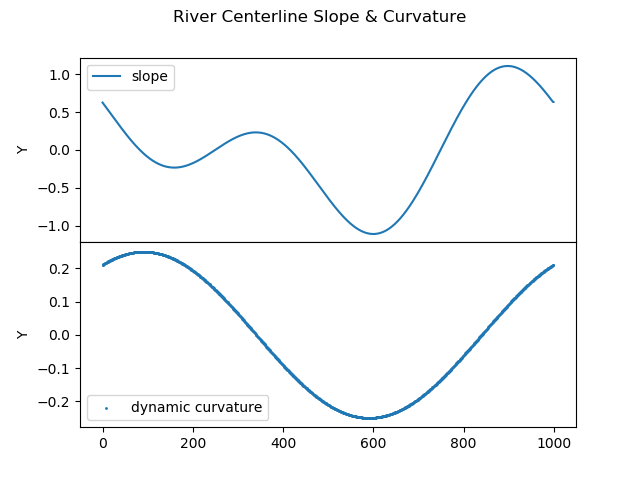 River Centerline Slope & Curvature
slope
1.0
0.5
0.0
−0.5
−1.0
Y
0.2
0.1
0.0
−0.1
−0.2
Y
dynamic curvature
0 200 400 600 800 1000